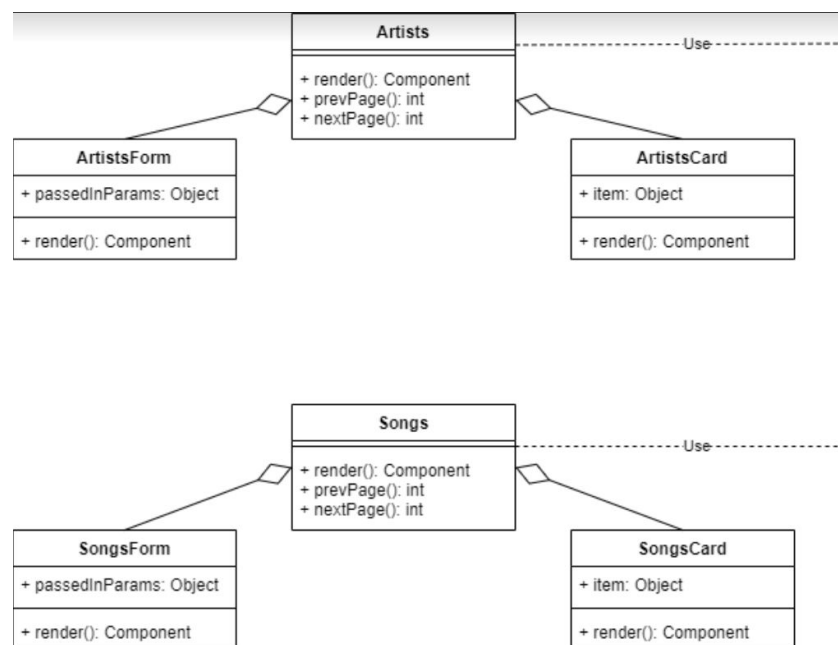 Artists
Use
+ render(): Component
+ prevPage(): int
+ nextPage(): int
ArtistsForm
+ passedInParams: Object
+ render(): Component
ArtistsCard
+ item: Object
+ render(): Component
Songs
Use
+ render(): Component
+ prevPage(): int
+ nextPage(): int
SongsForm
+ passedInParams: Object
+ render(): Component
SongsCard
+ item: Object
+ render(): Component